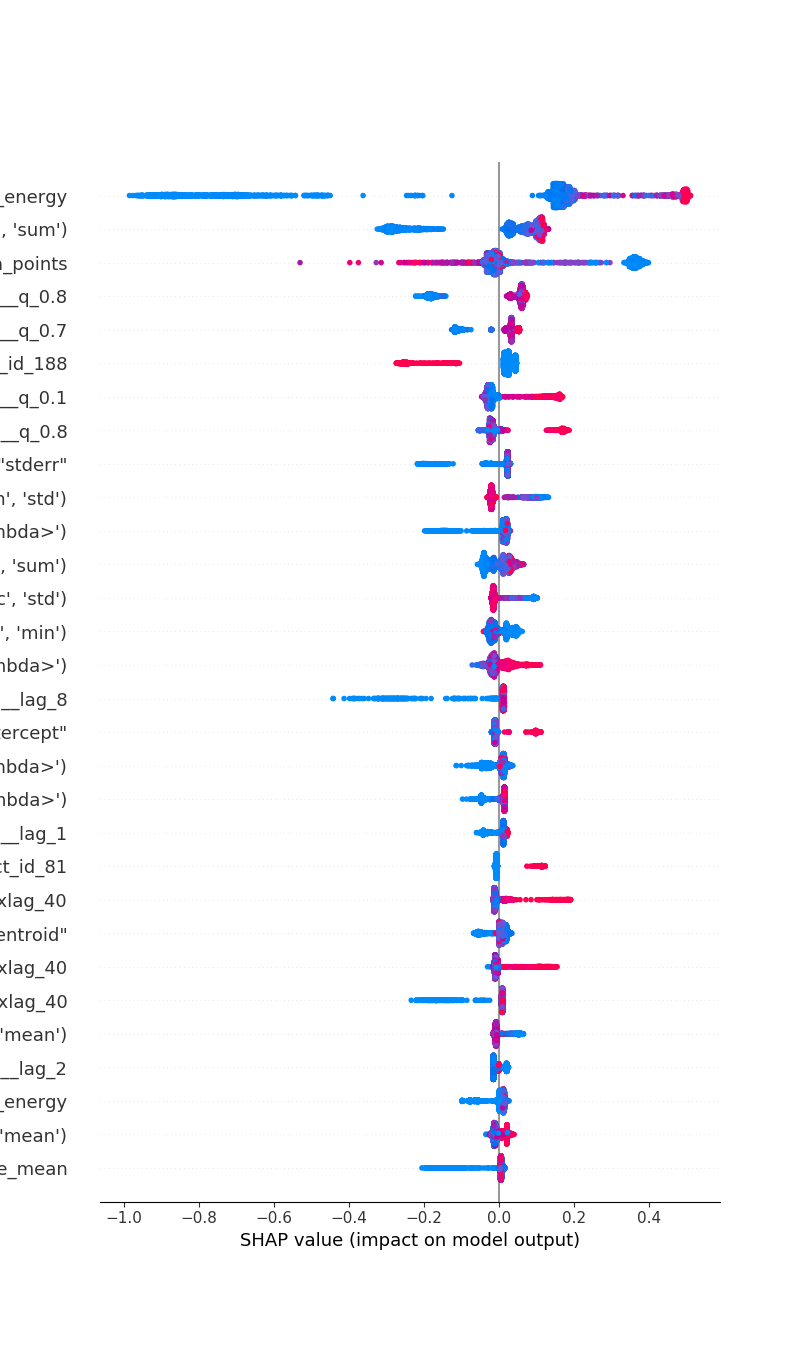 _energy
, 'sum')
_points
__q_0.8
__q_0.7
_id_188
__q_0.1
__q_0.8
"stderr"
', 'std')
nbda>')
, 'sum')
', 'std')
', 'min')
nbda>')
__lag_8
tercept"
nbda>')
nbda>')
__lag_1
ct_id_81
xlag_40
entroid"
xlag_40
xlag_40
'mean')
__lag_2
_energy
'mean')
e_mean
−1.0 −0.8 −0.6 −0.4 −0.2 0.0 0.2 0.4
SHAP value (impact on model output)